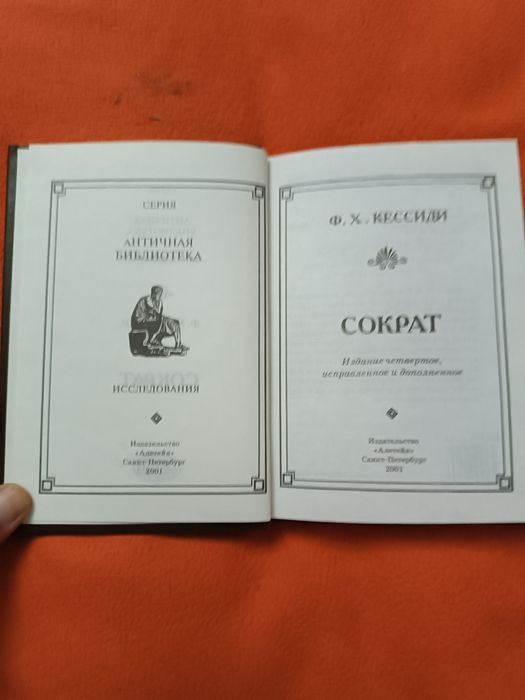 СЕРИЯ
АНТИЧНАЯ
БИБЛИОТЕКА
ИССЛЕДОВАНИЯ
Издательство
«Алетейя»
Санкт-Петербург
2001
Ф. Х. КЕССИДИ
СОКРАТ
Издание четвертое,
исправленное и дополненное
Издательство
«Алетейя»
Санкт-Петербург
2001